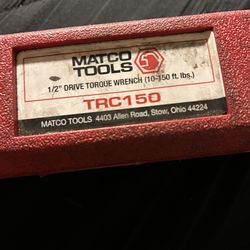 MATCO
TOOLS
1/2" DRIVE TORQUE WRENCH (10-150 ft. lbs.)
TRC150
MATCO TOOLS 4403 Allen Road, Stow, Ohio 44224